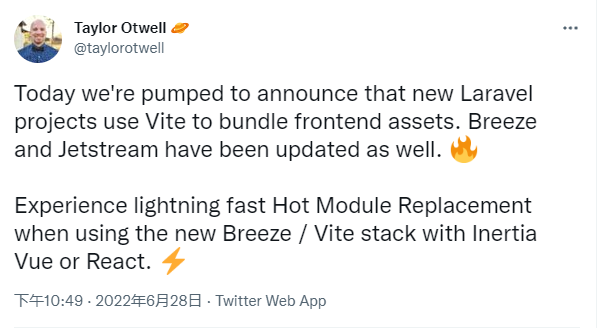 Taylor Otwell 🪐
@taylorotwell
Today we're pumped to announce that new Laravel
projects use Vite to bundle frontend assets. Breeze
and Jetstream have been updated as well. 🔥
Experience lightning fast Hot Module Replacement
when using the new Breeze / Vite stack with Inertia
Vue or React. ⚡
下午10:49 · 2022年6月28日 · Twitter Web App